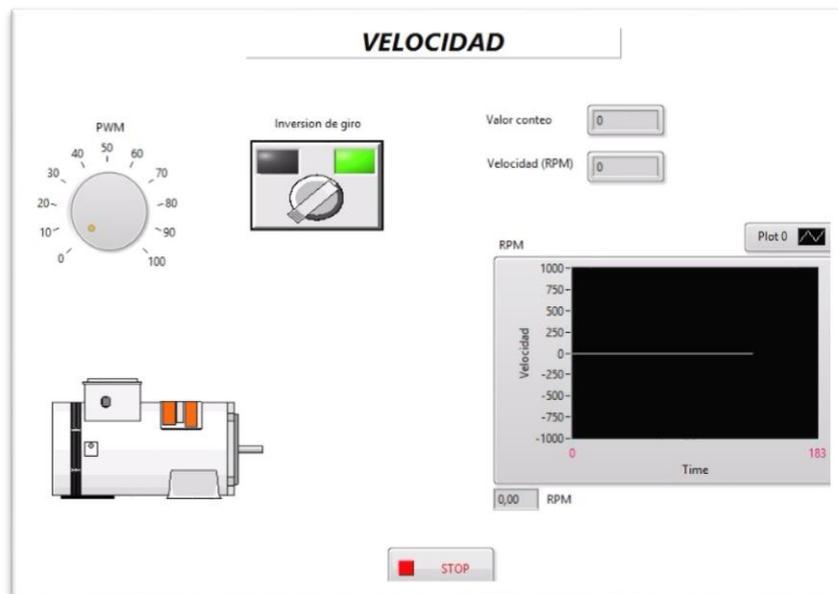 VELOCIDAD
PWM
0
10
20
30
40
50
60
70
80
90
100
Inversion de giro
Valor conteo 0
Velocidad (RPM) 0
RPM
Plot 0
Velocidad
1000
750
500
250
0
-250
-500
-750
-1000
0 183
Time
0,00 RPM
STOP